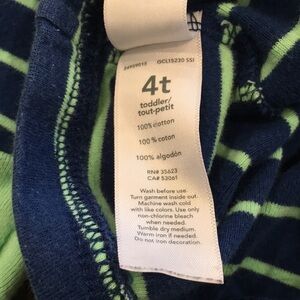 GCL15220 SSI
4t
toddler/
tout-petit
100% cotton
100% coton
100% algodón
RN# 35623
CA# 53061
Wash before use.
Turn garment inside out.
Machine wash cold
with like colors. Use only
non-chlorine bleach
when needed.
Tumble dry medium.
Warm iron if needed.
Do not iron decoration.